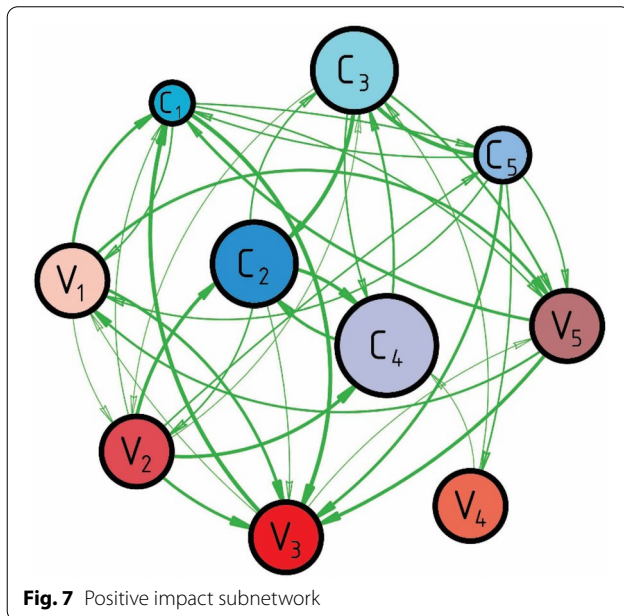 C₃
C₁
C₅
C₂
V₁
V₅
C₄
V₂
V₄
V₃
Fig. 7 Positive impact subnetwork